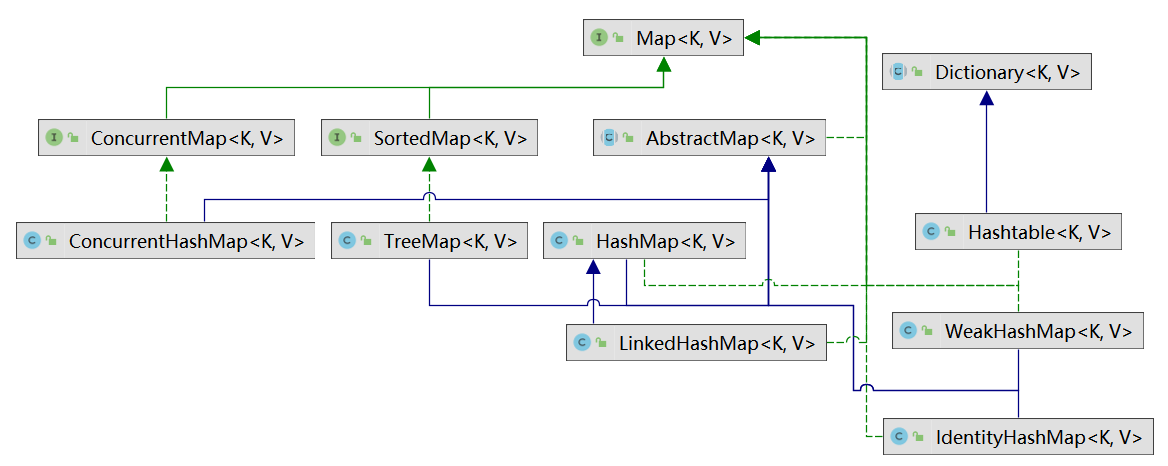 Map<K, V>
Dictionary<K, V>
ConcurrentMap<K, V>
SortedMap<K, V>
AbstractMap<K, V>
ConcurrentHashMap<K, V>
TreeMap<K, V>
HashMap<K, V>
Hashtable<K, V>
LinkedHashMap<K, V>
WeakHashMap<K, V>
IdentityHashMap<K, V>